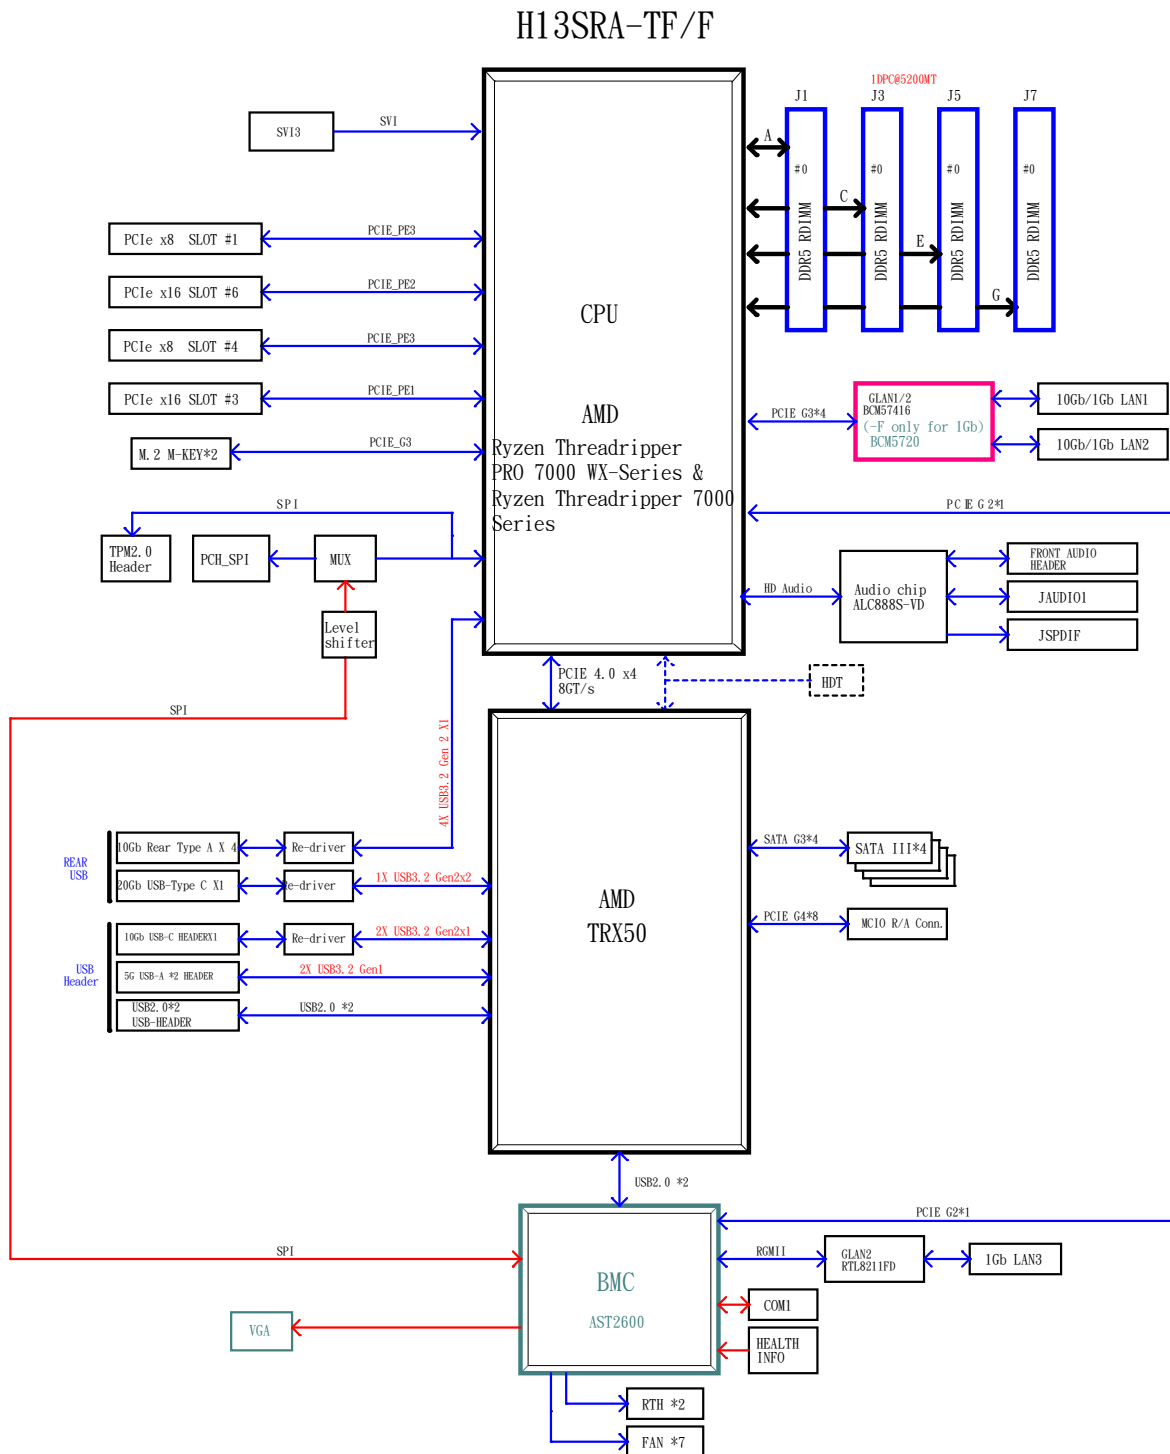 H13SRA-TF/F
1DPC@5200MT
J1
J3
J5
J7
SVI3
SVI
A
C
E
G
#0
#0
#0
#0
DDR5 RDIMM
DDR5 RDIMM
DDR5 RDIMM
DDR5 RDIMM
PCIe x8 SLOT #1
PCIE_PE3
PCIe x16 SLOT #6
PCIE_PE2
PCIe x8 SLOT #4
PCIE_PE3
PCIe x16 SLOT #3
PCIE_PE1
M.2 M-KEY*2
PCIE_G3
CPU
AMD
Ryzen Threadripper
PRO 7000 WX-Series &
Ryzen Threadripper 7000
Series
PCIE G3*4
GLAN1/2
BCM57416
(-F only for 1Gb)
BCM5720
10Gb/1Gb LAN1
10Gb/1Gb LAN2
PCIE G2*1
SPI
TPM2.0
Header
PCH_SPI
MUX
Level
shifter
HD Audio
Audio chip
ALC888S-VD
FRONT AUDIO
HEADER
JAUDIO1
JSPDIF
PCIE 4.0 x4
8GT/s
HDT
SPI
4X USB3.2 Gen 2 X1
REAR
USB
10Gb Rear Type A X 4
Re-driver
20Gb USB-Type C X1
Re-driver
1X USB3.2 Gen2x2
USB
Header
10Gb USB-C HEADERX1
Re-driver
2X USB3.2 Gen2x1
5G USB-A *2 HEADER
2X USB3.2 Gen1
USB2.0*2
USB-HEADER
USB2.0 *2
AMD
TRX50
SATA G3*4
SATA III*4
PCIE G4*8
MCIO R/A Conn.
USB2.0 *2
PCIE G2*1
SPI
BMC
AST2600
RGMII
GLAN2
RTL8211FD
1Gb LAN3
COM1
HEALTH
INFO
VGA
RTH *2
FAN *7